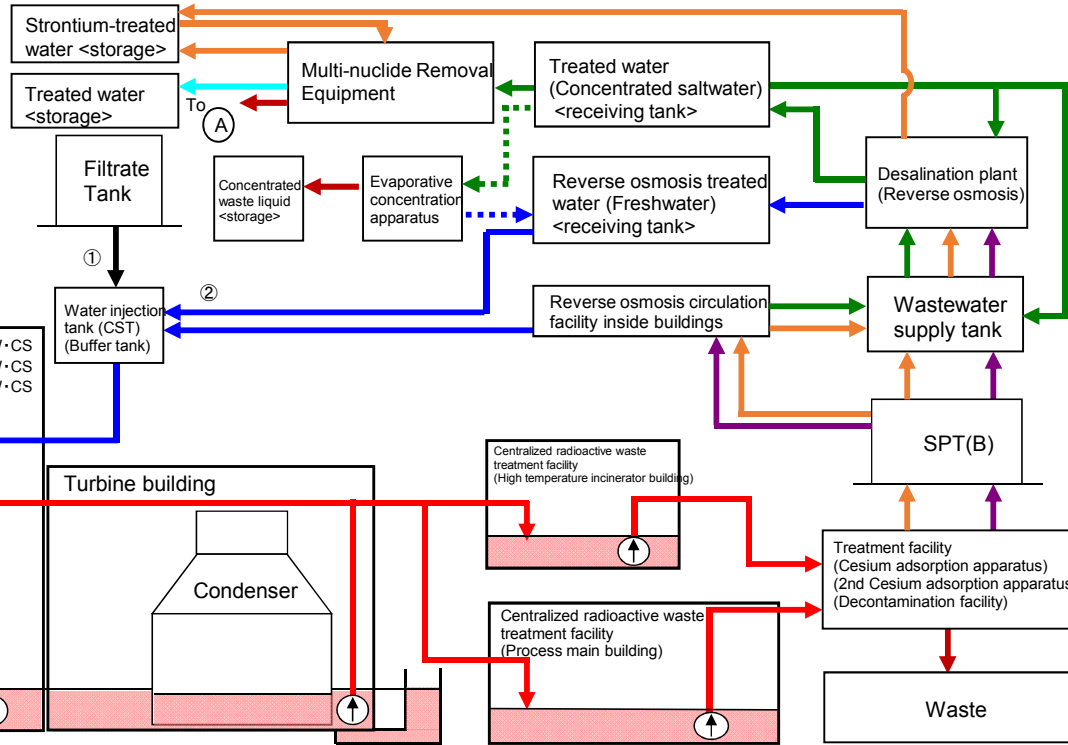 Strontium-treated
water <storage>
Treated water
<storage>
To
A
Multi-nuclide Removal
Equipment
Treated water
(Concentrated saltwater)
<receiving tank>
Filtrate
Tank
Concentrated
waste liquid
<storage>
Evaporative
concentration
apparatus
Reverse osmosis treated
water (Freshwater)
<receiving tank>
Desalination plant
(Reverse osmosis)
①
②
Water injection
tank (CST)
(Buffer tank)
Reverse osmosis circulation
facility inside buildings
Wastewater
supply tank
・CS
・CS
・CS
SPT(B)
Turbine building
Condenser
Centralized radioactive waste
treatment facility
(High temperature incinerator building)
Centralized radioactive waste
treatment facility
(Process main building)
Treatment facility
(Cesium adsorption apparatus)
(2nd Cesium adsorption apparatus
(Decontamination facility)
Waste